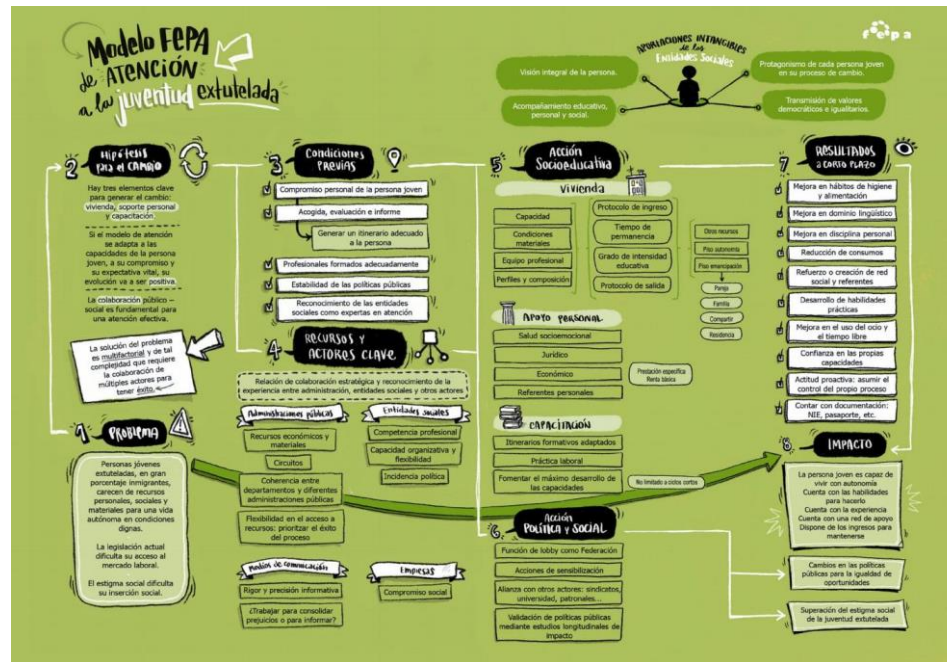 Modelo FEPA
de ATENCIÓN
a la juventud extutelada
feepa
APORTACIONES INTANGIBLES
de las
Entidades Sociales
Visión integral de la persona.
Acompañamiento educativo,
personal y social.
Protagonismo de cada persona joven
en su proceso de cambio.
Transmisión de valores
democráticos e igualitarios.
1 PROBLEMA
Personas jóvenes
extuteladas, en gran
porcentaje inmigrantes,
carecen de recursos
personales, sociales y
materiales para una vida
autónoma en condiciones
dignas.
La legislación actual
dificulta su acceso al
mercado laboral.
El estigma social dificulta
su inserción social.
2 Hipótesis
para el CAMBIO
Hay tres elementos clave
para generar el cambio:
vivienda, soporte personal
y capacitación.
Si el modelo de atención
se adapta a las
capacidades de la persona
joven, a su compromiso y
su expectativa vital, su
evolución va a ser positiva.
La colaboración público –
social es fundamental para
una atención efectiva.
La solución del problema
es multifactorial y de tal
complejidad que requiere
la colaboración de
múltiples actores para
tener éxito.
3 Condiciones
PREVIAS
Compromiso personal de la persona joven
Acogida, evaluación e informe
Generar un itinerario adecuado
a la persona
Profesionales formados adecuadamente
Estabilidad de las políticas públicas
Reconocimiento de las entidades
sociales como expertas en atención
4 RECURSOS Y
ACTORES CLAVE
Relación de colaboración estratégica y reconocimiento de la
experiencia entre administración, entidades sociales y otros actores
Administraciones públicas
Recursos económicos y
materiales
Circuitos
Coherencia entre
departamentos y diferentes
administraciones públicas
Flexibilidad en el acceso a
recursos: priorizar el éxito
del proceso
Entidades sociales
Competencia profesional
Capacidad organizativa y
flexibilidad
Incidencia política
Medios de comunicación
Rigor y precisión informativa
¿Trabajar para consolidar
prejuicios o para informar?
Empresas
Compromiso social
5 Acción
Socioeducativa
Vivienda
Capacidad
Condiciones
materiales
Equipo profesional
Perfiles y composición
Protocolo de ingreso
Tiempo de
permanencia
Grado de intensidad
educativa
Protocolo de salida
Otros recursos
Piso autonomía
Piso emancipación
Pareja
Familia
Compartir
Residencia
APOYO PERSONAL
Salud socioemocional
Jurídico
Económico
Referentes personales
Prestación específica
Renta básica
CAPACITACIÓN
Itinerarios formativos adaptados
Práctica laboral
Fomentar el máximo desarrollo de
las capacidades
No limitado a ciclos cortos
6 Acción
POLÍTICA Y SOCIAL
Función de lobby como Federación
Acciones de sensibilización
Alianza con otros actores: sindicatos,
universidad, patronales...
Validación de políticas públicas
mediante estudios longitudinales de
impacto
7 RESULTADOS
a CORTO PLAZO
Mejora en hábitos de higiene
y alimentación
Mejora en dominio lingüístico
Mejora en disciplina personal
Reducción de consumos
Refuerzo o creación de red
social y referentes
Desarrollo de habilidades
prácticas
Mejora en el uso del ocio y
el tiempo libre
Confianza en las propias
capacidades
Actitud proactiva: asumir el
control del propio proceso
Contar con documentación:
NIE, pasaporte, etc.
8 IMPACTO
La persona joven es capaz de
vivir con autonomía
Cuenta con las habilidades
para hacerlo
Cuenta con la experiencia
Cuenta con una red de apoyo
Dispone de los ingresos para
mantenerse
Cambios en las políticas
públicas para la igualdad de
oportunidades
Superación del estigma social
de la juventud extutelada